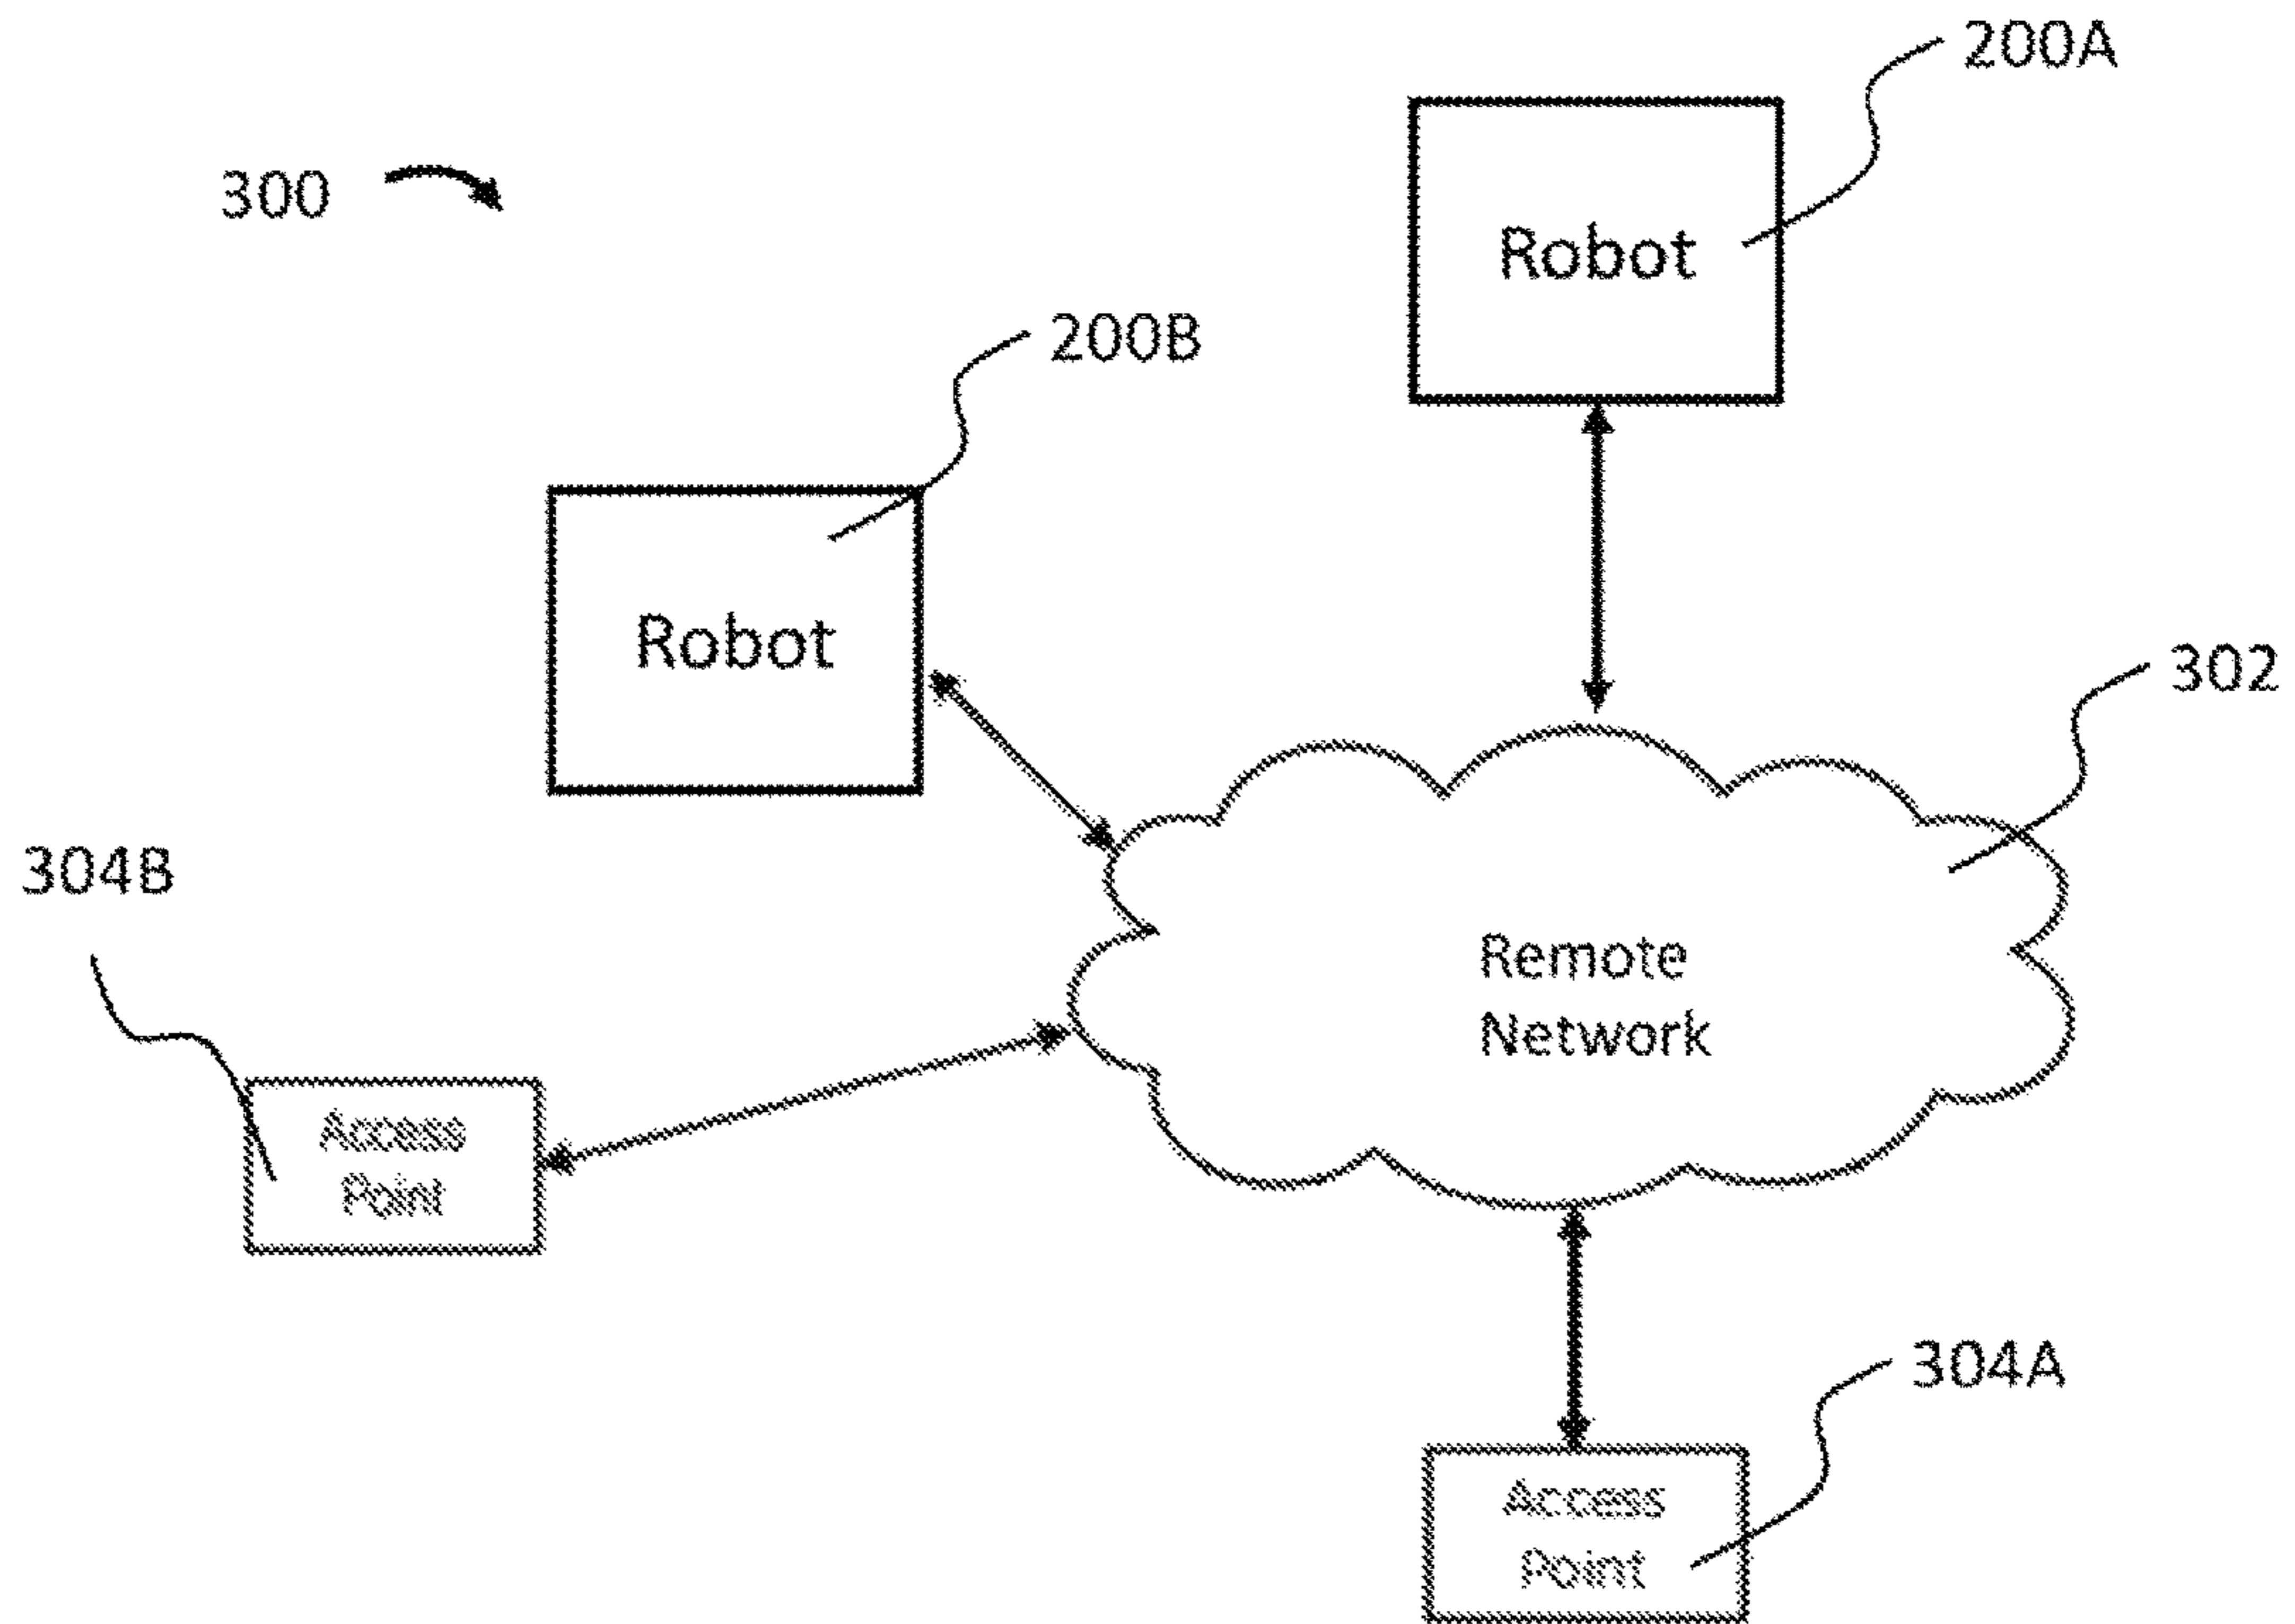 200A
300
Robot
200B
Robot
302
304B
Remote
Network
Access
Point
304A
Access
Point